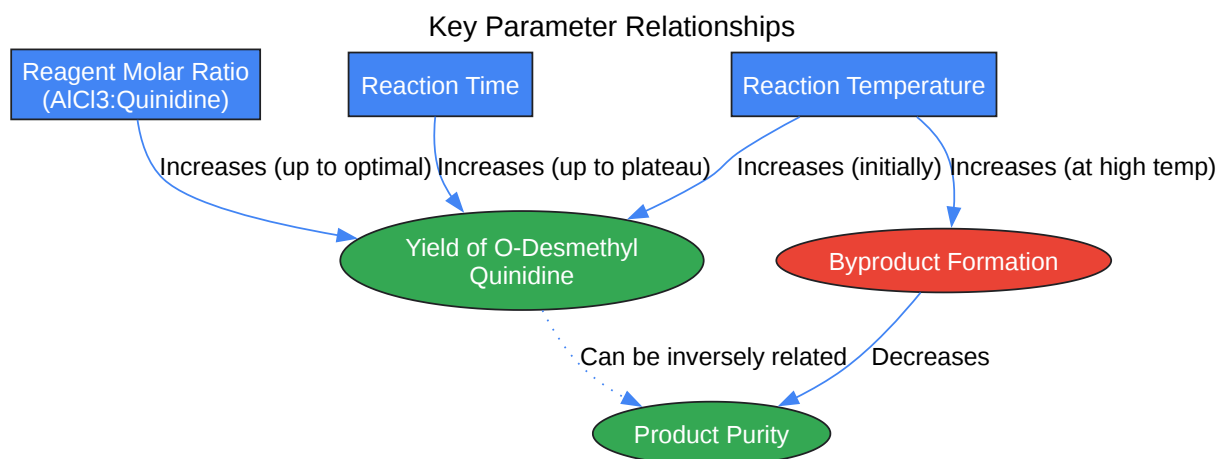 Key Parameter Relationships
Reagent Molar Ratio
(AlCl3:Quinidine)
Reaction Time
Reaction Temperature
Increases (up to optimal)
Increases (up to plateau)
Increases (initially)
Increases (at high temp)
Yield of O-Desmethyl
Quinidine
Byproduct Formation
Can be inversely related
Decreases
Product Purity